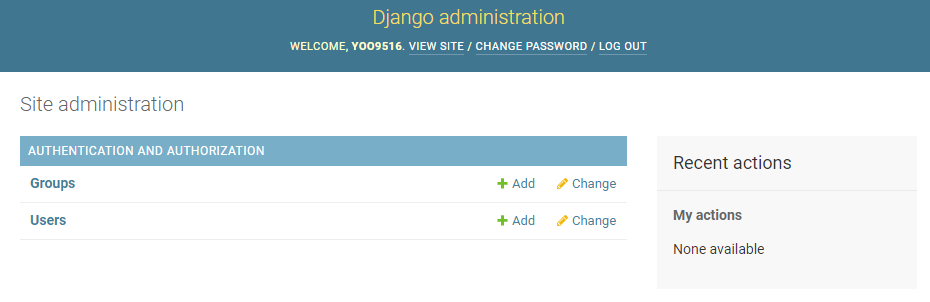 Django administration
WELCOME, YOO9516. VIEW SITE / CHANGE PASSWORD / LOG OUT
Site administration
AUTHENTICATION AND AUTHORIZATION
Groups Add Change
Users Add Change
Recent actions
My actions
None available